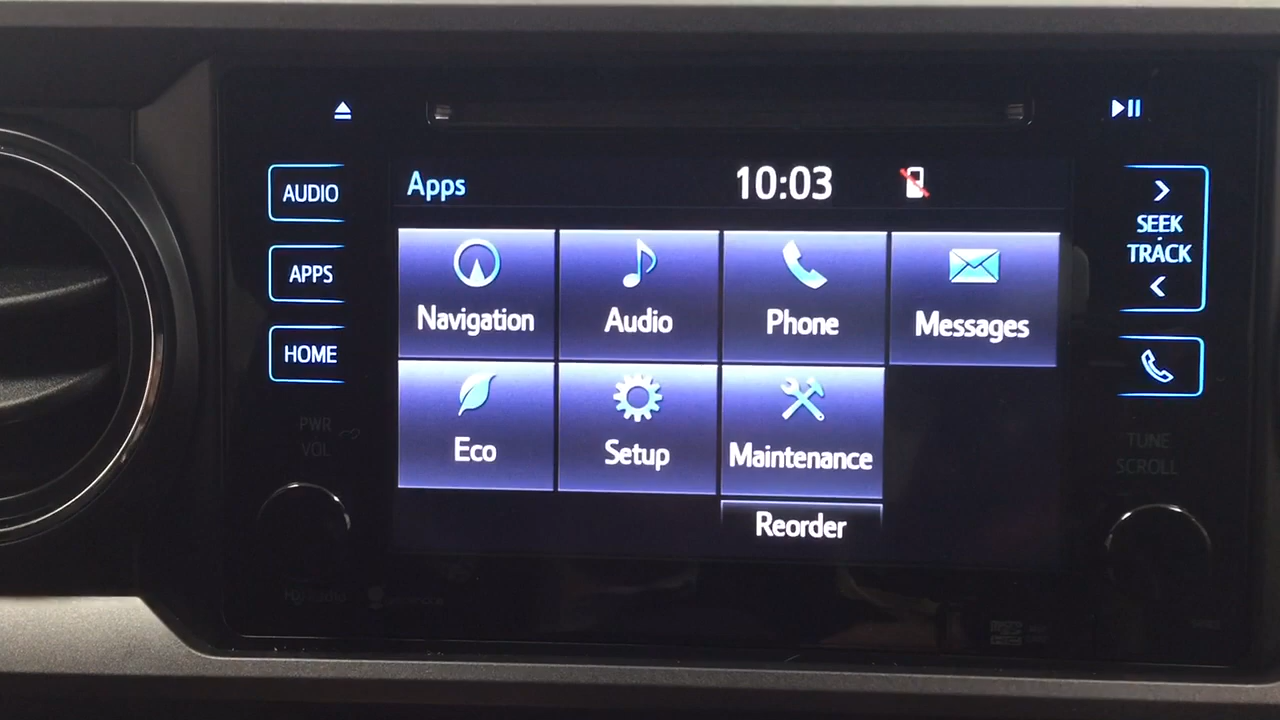 AUDIO
APPS
HOME
PWR
VOL
Apps
10:03
Navigation
Audio
Phone
Messages
Eco
Setup
Maintenance
Reorder
SEEK
TRACK
TUNE
SCROLL